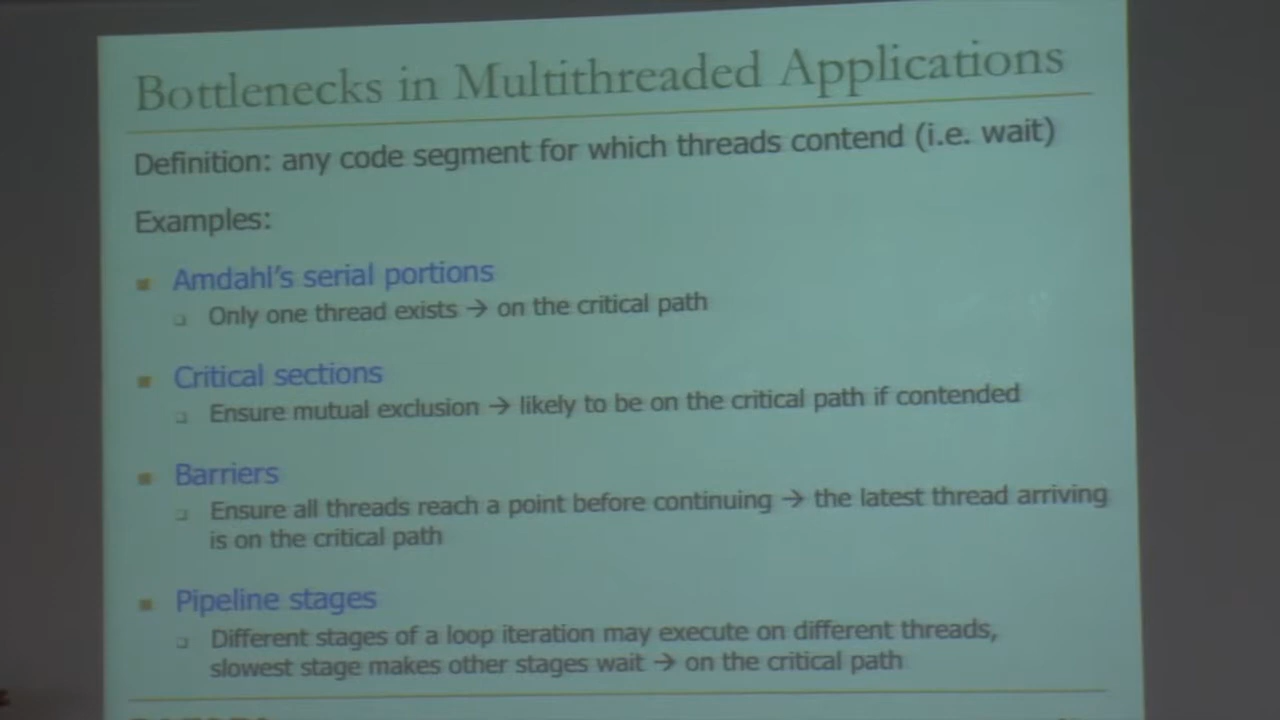 Bottlenecks in Multithreaded Applications
Definition: any code segment for which threads contend (i.e. wait)
Examples:
Amdahl's serial portions
Only one thread exists → on the critical path
Critical sections
Ensure mutual exclusion → likely to be on the critical path if contended
Barriers
Ensure all threads reach a point before continuing → the latest thread arriving
is on the critical path
Pipeline stages
Different stages of a loop iteration may execute on different threads,
slowest stage makes other stages wait → on the critical path